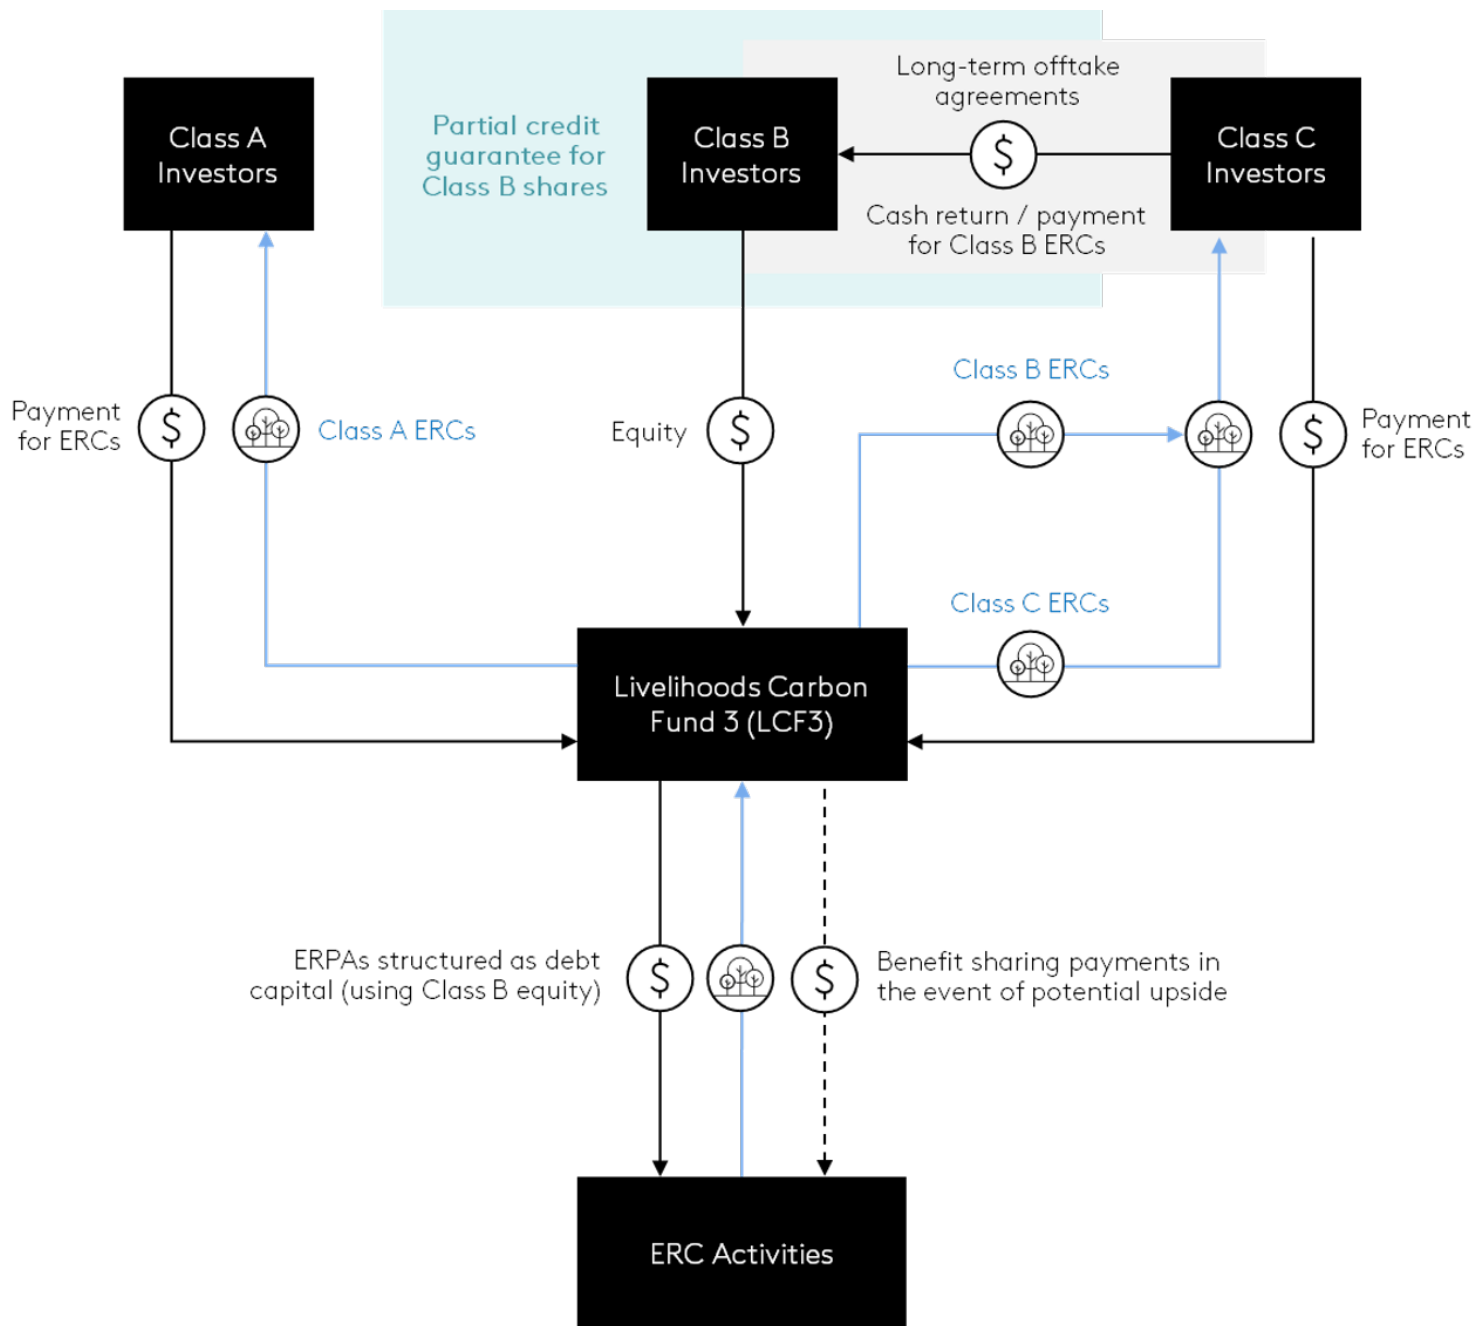 Long-term offtake
agreements
Class A
Investors
Partial credit
guarantee for
Class B shares
Class B
Investors
$
Class C
Investors
Cash return / payment
for Class B ERCs
Class B ERCs
Payment
for ERCs
$
Class A ERCs
Equity
$
$
Payment
for ERCs
Class C ERCs
Livelihoods Carbon
Fund 3 (LCF3)
ERPAs structured as debt
capital (using Class B equity)
$
$
Benefit sharing payments in
the event of potential upside
ERC Activities